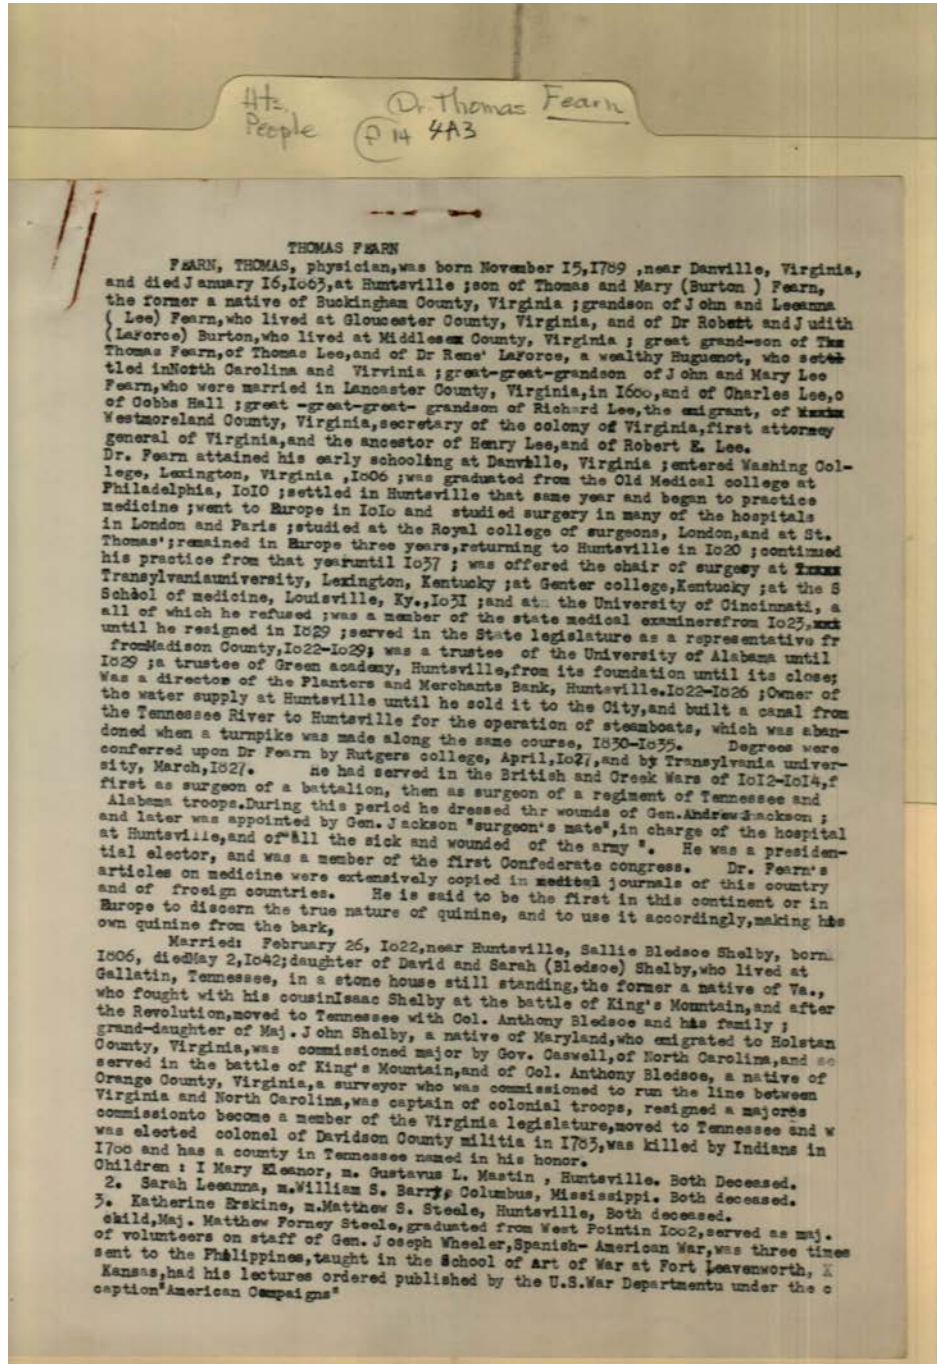 Hts. Dr. Thomas Fearn
People P 14 4A3
THOMAS FEARN
FEARN, THOMAS, physician,was born November I5,I789 ,near Danville, Virginia,
and died January I6,Io63,at Huntsville ;son of Thomas and Mary (Burton ) Fearn,
the former a native of Buckingham County, Virginia ;grandson of John and Leeanna
( Lee) Fearn,who lived at Gloucester County, Virginia, and of Dr Robett and Judith
(LaForce) Burton,who lived at Middlesex County, Virginia ; great grand-son of
Thomas Fearn,of Thomas Lee,and of Dr Rene' LaForce, a wealthy Huguenot, who sett
tled inNorth Carolina and Virvinia ;great-great-grandson of John and Mary Lee
Fearn,who were married in Lancaster County, Virginia,in I6oo,and of Charles Lee,o
of Cobbs Hall ;great -great-great- grandson of Richard Lee,the emigrant, of
Westmoreland County, Virginia,secretary of the colony of Virginia,first attorney
general of Virginia,and the ancestor of Henry Lee,and of Robert E. Lee.
Dr. Fearn attained his early schooling at Danville, Virginia ;entered Washing Col-
lege, Lexington, Virginia ,Io06 ;was graduated from the Old Medical college at
Philadelphia, IoIO ;settled in Huntsville that same year and began to practice
medicine ;went to Europe in IoIo and studied surgery in many of the hospitals
in London and Paris ;studied at the Royal college of surgeons, London,and at St.
Thomas';remained in Europe three years,returning to Huntsville in Io20 ;continued
his practice from that yearuntil Io37 ; was offered the chair of surgery at
Transylvaniauniversity, Lexington, Kentucky ;at Center college,Kentucky ;at the S
School of medicine, Louisville, Ky.,Io3I ;and at the University of Cincinnati, a
all of which he refused ;was a member of the state medical examinersfrom Io23,
until he resigned in I829 ;served in the State legislature as a representative fr
fromMadison County,Io22-Io29; was a trustee of the University of Alabama until
Io29 ;a trustee of Green academy, Huntsville,from its foundation until its close;
Was a director of the Planters and Merchants Bank, Huntsville.Io22-I826 ;Owner of
the water supply at Huntsville until he sold it to the City,and built a canal from
the Tennessee River to Huntsville for the operation of steamboats, which was aban-
doned when a turnpike was made along the same course, I830-Io35. Degrees were
conferred upon Dr Fearn by Rutgers college, April,Io27,and by Transylvania univer-
sity, March,I827. He had served in the British and Creek Wars of IoI2-IoI4,f
first as surgeon of a battalion, then as surgeon of a regiment of Tennessee and
Alabama troops.During this period he dressed thr wounds of Gen.Andrew Jackson ;
and later was appointed by Gen. Jackson "surgeon's mate",in charge of the hospital
at Huntsville,and of"all the sick and wounded of the army ". He was a presiden-
tial elector, and was a member of the first Confederate congress. Dr. Fearn's
articles on medicine were extensively copied in medical journals of this country
and of froeign countries. He is said to be the first in this continent or in
Europe to discern the true nature of quinine, and to use it accordingly,making his
own quinine from the bark,
Married: February 26, Io22,near Huntsville, Sallie Bledsoe Shelby, born
I806, diedMay 2,Io42;daughter of David and Sarah (Bledsoe) Shelby,who lived at
Gallatin, Tennessee, in a stone house still standing,the former a native of Va.,
who fought with his cousinIsaac Shelby at the battle of King's Mountain,and after
the Revolution,moved to Tennessee with Col. Anthony Bledsoe and his family ;
grand-daughter of Maj. John Shelby, a native of Maryland,who emigrated to Holstan
County, Virginia,was commissioned major by Gov. Caswell,of North Carolina,and so
served in the battle of King's Mountain,and of Col. Anthony Bledsoe, a native of
Orange County, Virginia,a surveyor who was commissioned to run the line between
Virginia and North Carolina,was captain of colonial troops, resigned a majores
commissionto become a member of the Virginia legislature,moved to Tennessee and w
was elected colonel of Davidson County militia in I783,was killed by Indians in
I7oo and has a county in Tennessee named in his honor.
Children : I Mary Eleanor, m. Gustavus L. Mastin , Huntsville. Both Deceased.
2. Sarah Leeanna, m.William S. Barry, Columbus, Mississippi. Both deceased.
3. Katherine Erskine, m.Matthew S. Steele, Huntsville, Both deceased.
child,Maj. Matthew Forney Steele,graduated from West Pointin Ioo2,served as maj.
of volunteers on staff of Gen. Joseph Wheeler,Spanish- American War,was three times
sent to the Philippines,taught in the School of Art of War at Fort Leavenworth, K
Kansas,had his lectures ordered published by the U.S.War Departmentu under the c
caption"American Campaigns"